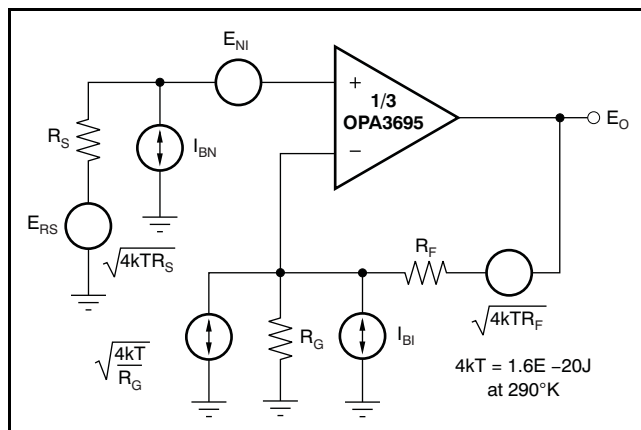 E_NI
+
1/3
OPA3695
−
E_O
R_S
I_BN
E_RS
√4kTR_S
R_F
√4kTR_F
√4kT/R_G
R_G
I_BI
4kT = 1.6E −20J
at 290°K